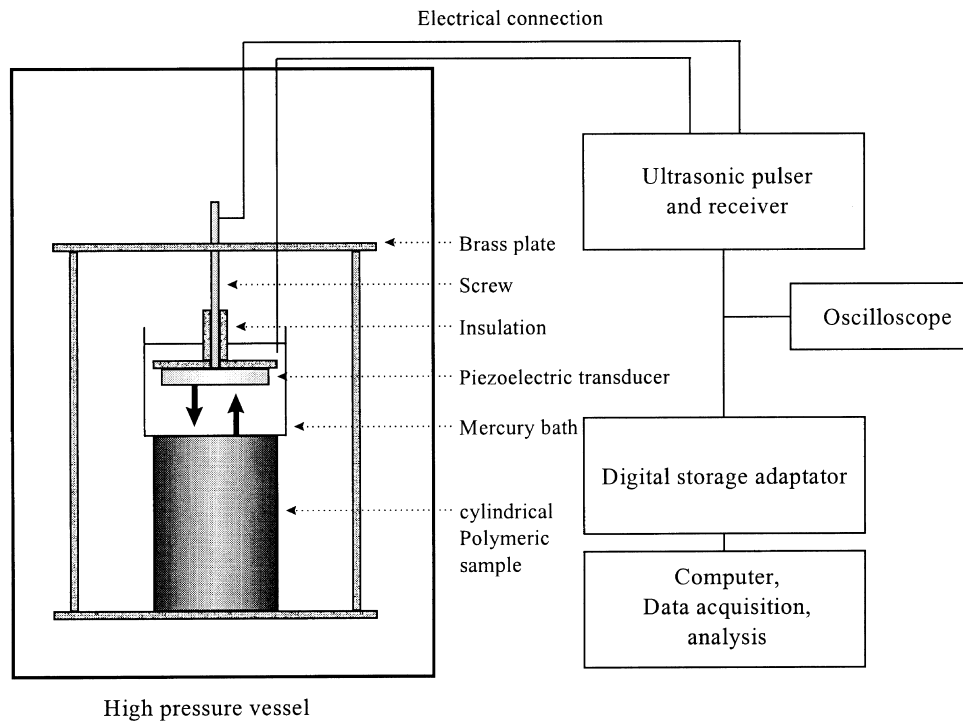 Electrical connection
Ultrasonic pulser
and receiver
Brass plate
Screw
Insulation
Oscilloscope
Piezoelectric transducer
Mercury bath
Digital storage adaptator
cylindrical
Polymeric
sample
Computer,
Data acquisition,
analysis
High pressure vessel